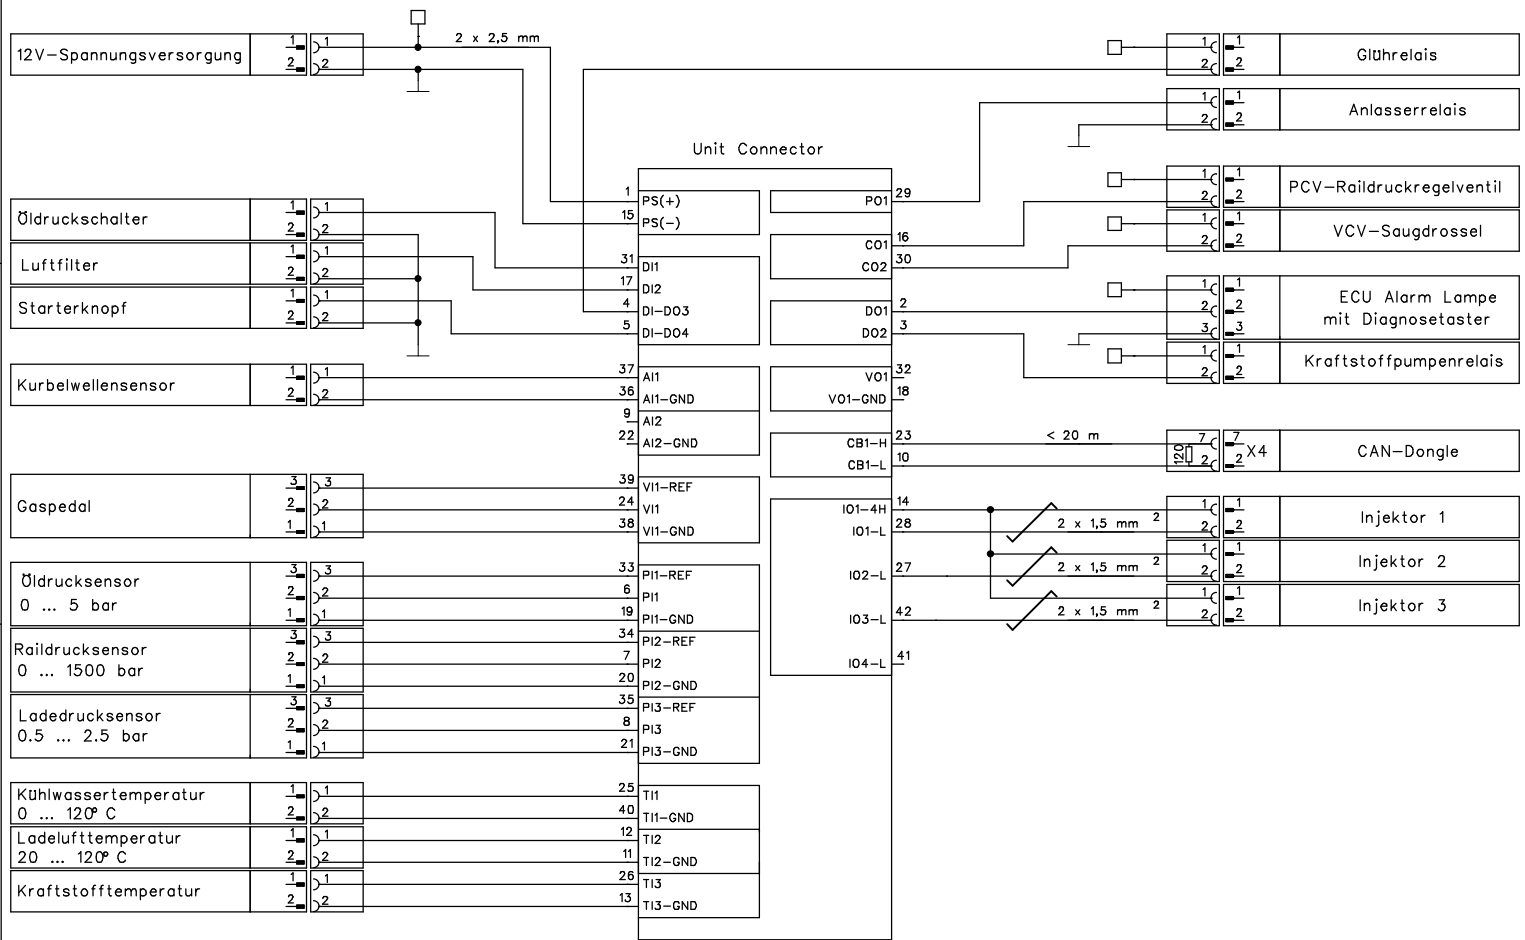 12V-Spannungsversorgung 1 1 2 2
2 x 2,5 mm
Öldruckschalter 1 1 2 2
Luftfilter 1 1 2 2
Starterknopf 1 1 2 2
Kurbelwellensensor 1 1 2 2
Gaspedal 3 3 2 2 1 1
Öldrucksensor 3 3 2 2 1 1
0 ... 5 bar
Raildrucksensor 3 3 2 2 1 1
0 ... 1500 bar
Ladedrucksensor 3 3 2 2 1 1
0.5 ... 2.5 bar
Kühlwassertemperatur 1 1 2 2
0 ... 120° C
Ladelufttemperatur 1 1 2 2
20 ... 120° C
Kraftstofftemperatur 1 1 2 2
Unit Connector
1 PS(+)
15 PS(-)
31 DI1
17 DI2
4 DI-DO3
5 DI-DO4
37 AI1
36 AI1-GND
9 AI2
22 AI2-GND
39 VI1-REF
24 VI1
38 VI1-GND
33 PI1-REF
6 PI1
19 PI1-GND
34 PI2-REF
7 PI2
20 PI2-GND
35 PI3-REF
8 PI3
21 PI3-GND
25 TI1
40 TI1-GND
12 TI2
11 TI2-GND
26 TI3
13 TI3-GND
PO1 29
CO1 16
CO2 30
DO1 2
DO2 3
VO1 32
VO1-GND 18
CB1-H 23
CB1-L 10
IO1-4H 14
IO1-L 28
IO2-L 27
IO3-L 42
IO4-L 41
1 1 2 2 Glührelais
1 1 2 2 Anlasserrelais
1 1 2 2 PCV-Raildruckregelventil
1 1 2 2 VCV-Saugdrossel
1 1 2 2 3 3 ECU Alarm Lampe
mit Diagnosetaster
1 1 2 2 Kraftstoffpumpenrelais
< 20 m
120 7 7 2 2 X4 CAN-Dongle
2 x 1,5 mm 2 1 1 2 2 Injektor 1
2 x 1,5 mm 2 1 1 2 2 Injektor 2
2 x 1,5 mm 2 1 1 2 2 Injektor 3